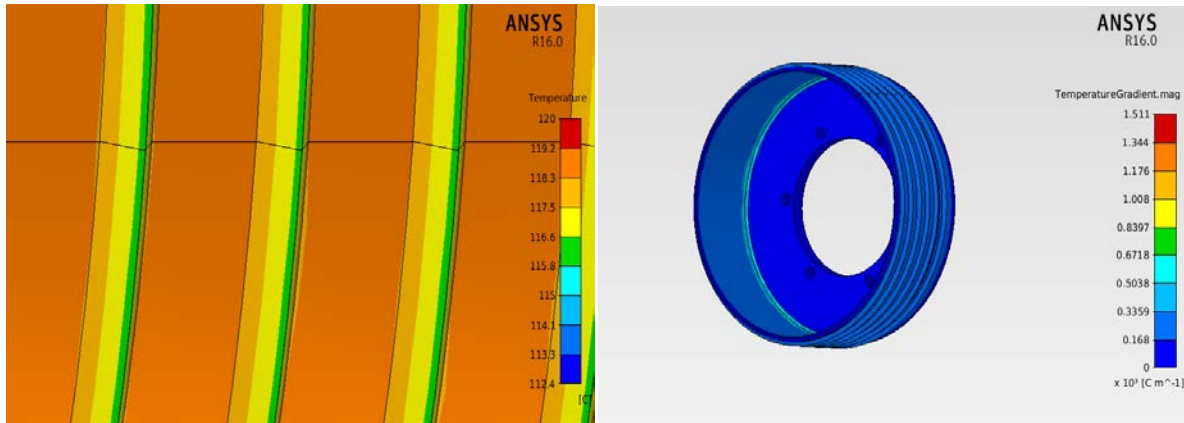 ANSYS
R16.0
Temperature
120
119.2
118.3
117.5
116.6
115.8
115
114.1
113.3
112.4
[C]
ANSYS
R16.0
TemperatureGradient.mag
1.511
1.344
1.176
1.008
0.8397
0.6718
0.5038
0.3359
0.168
0
x 10³ [C m^-1]